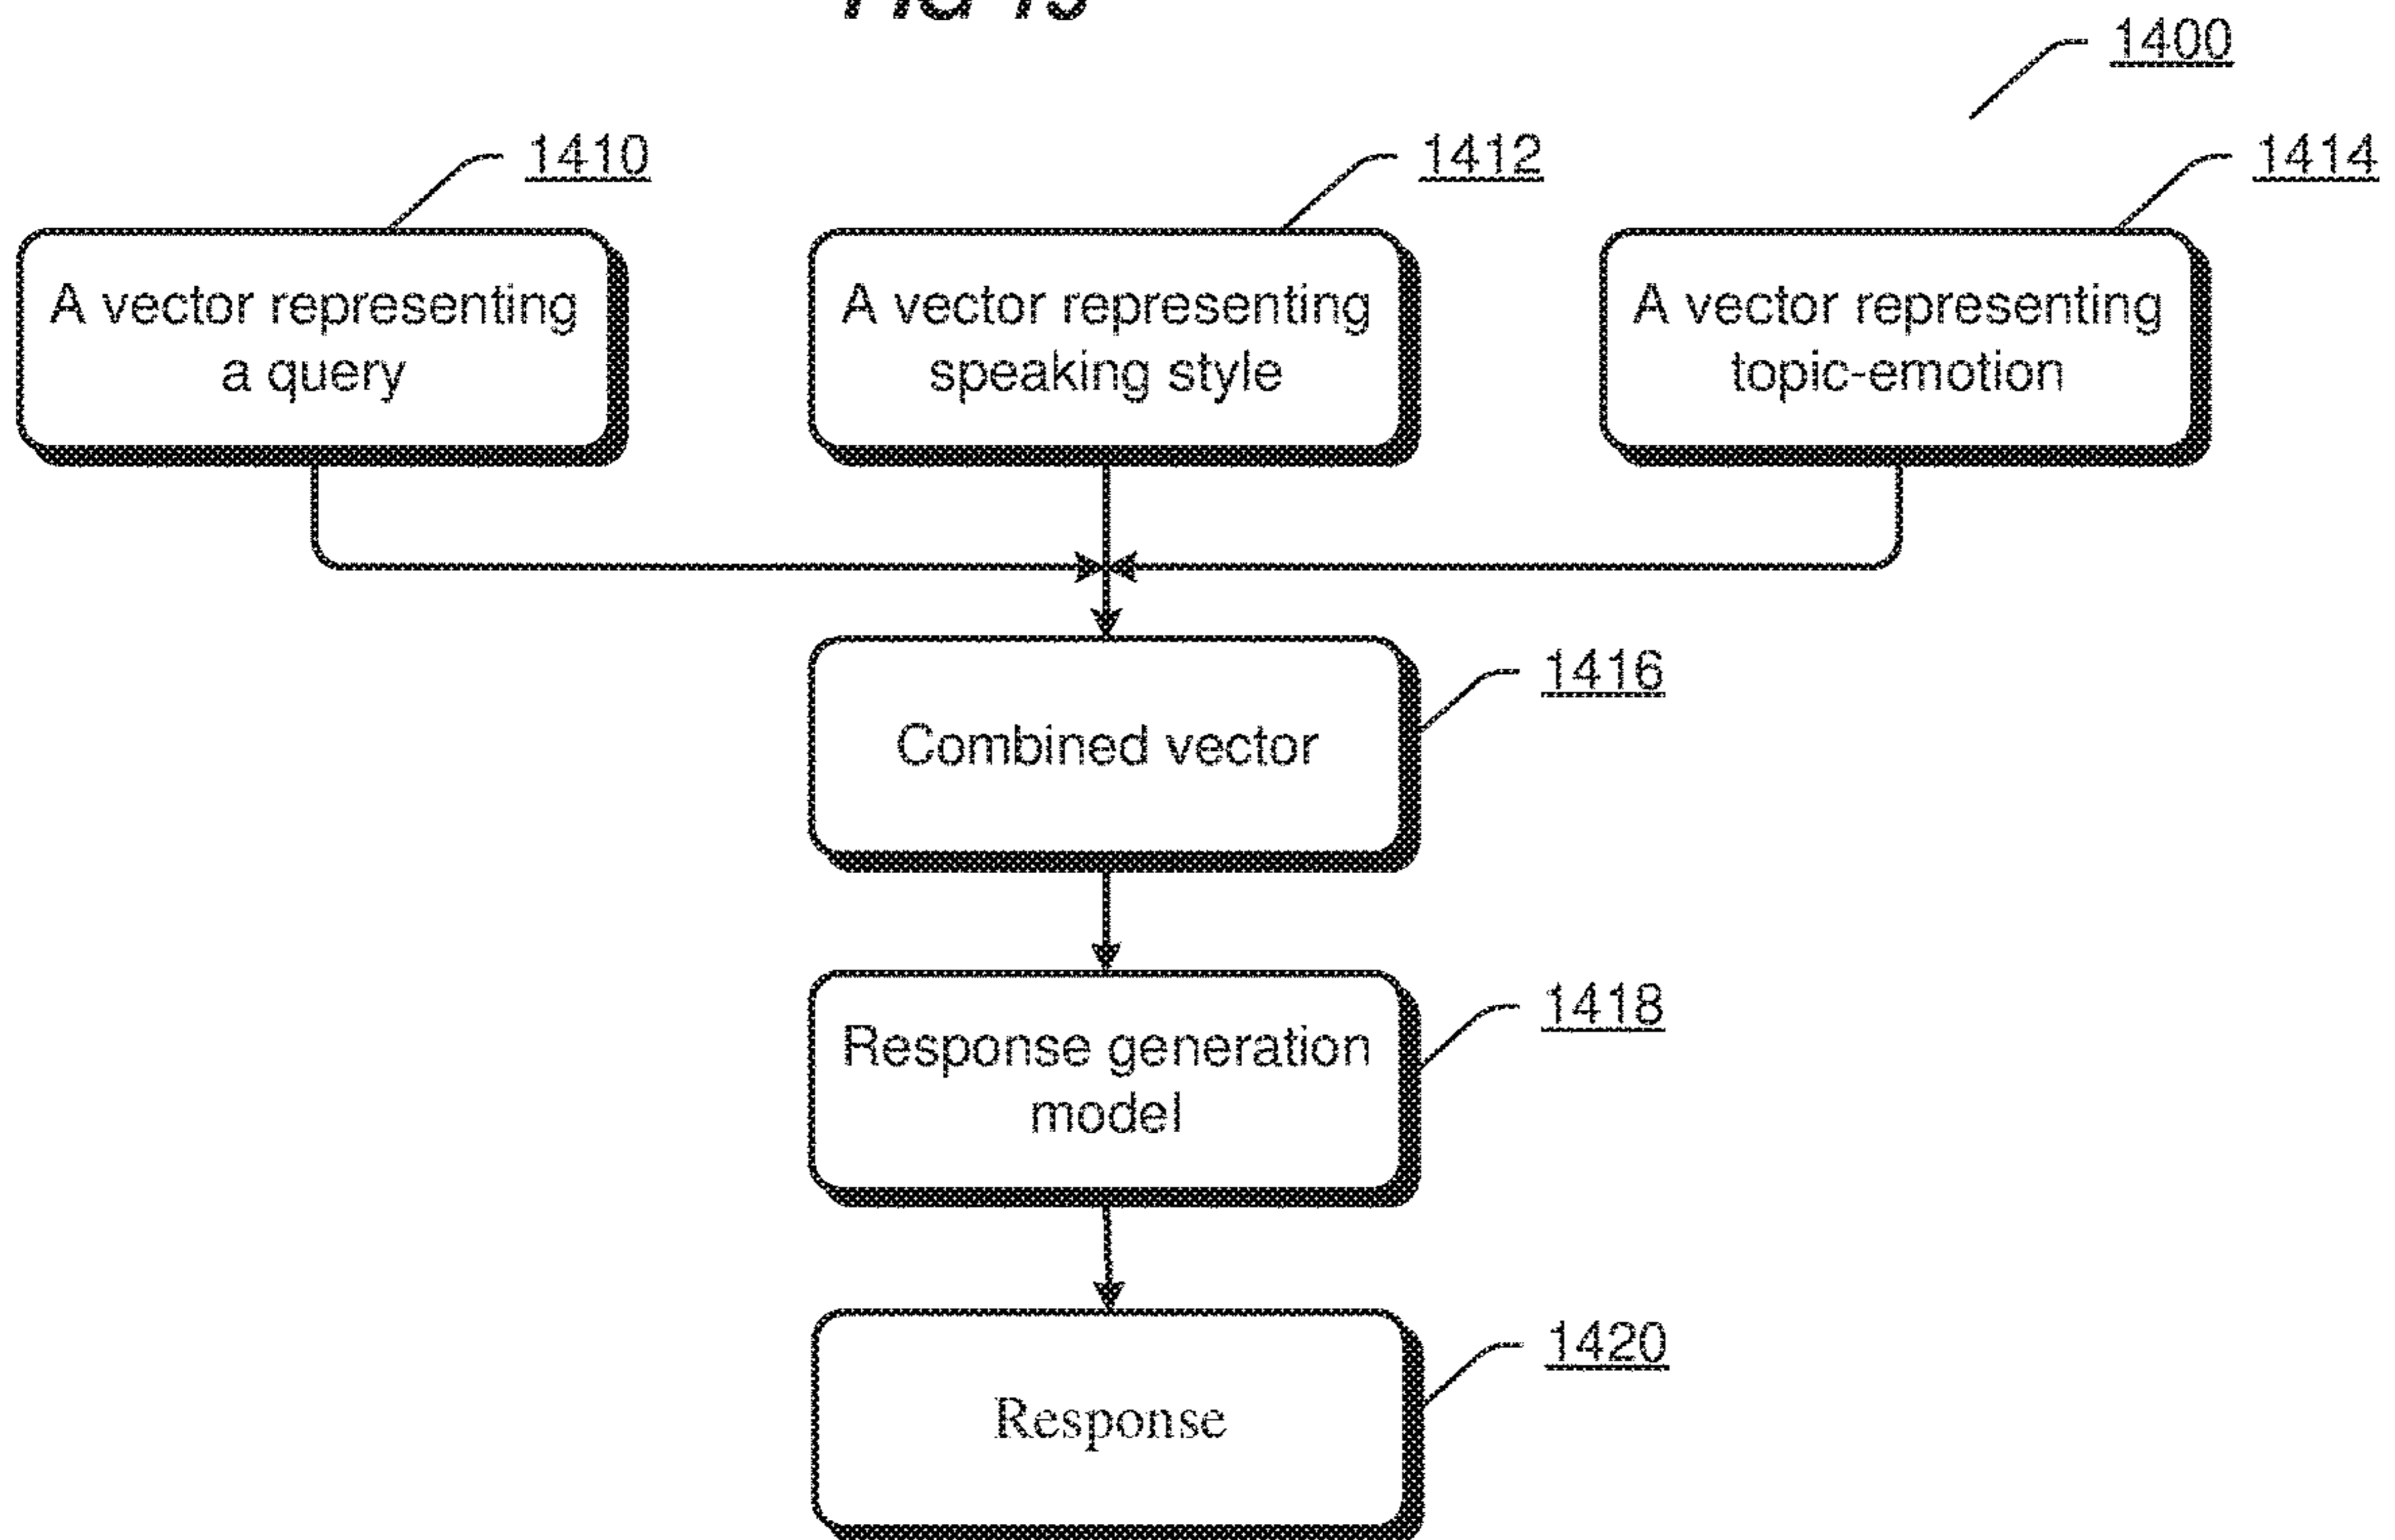 1400
1410
1412
1414
A vector representing
a query
A vector representing
speaking style
A vector representing
topic-emotion
1416
Combined vector
1418
Response generation
model
1420
Response